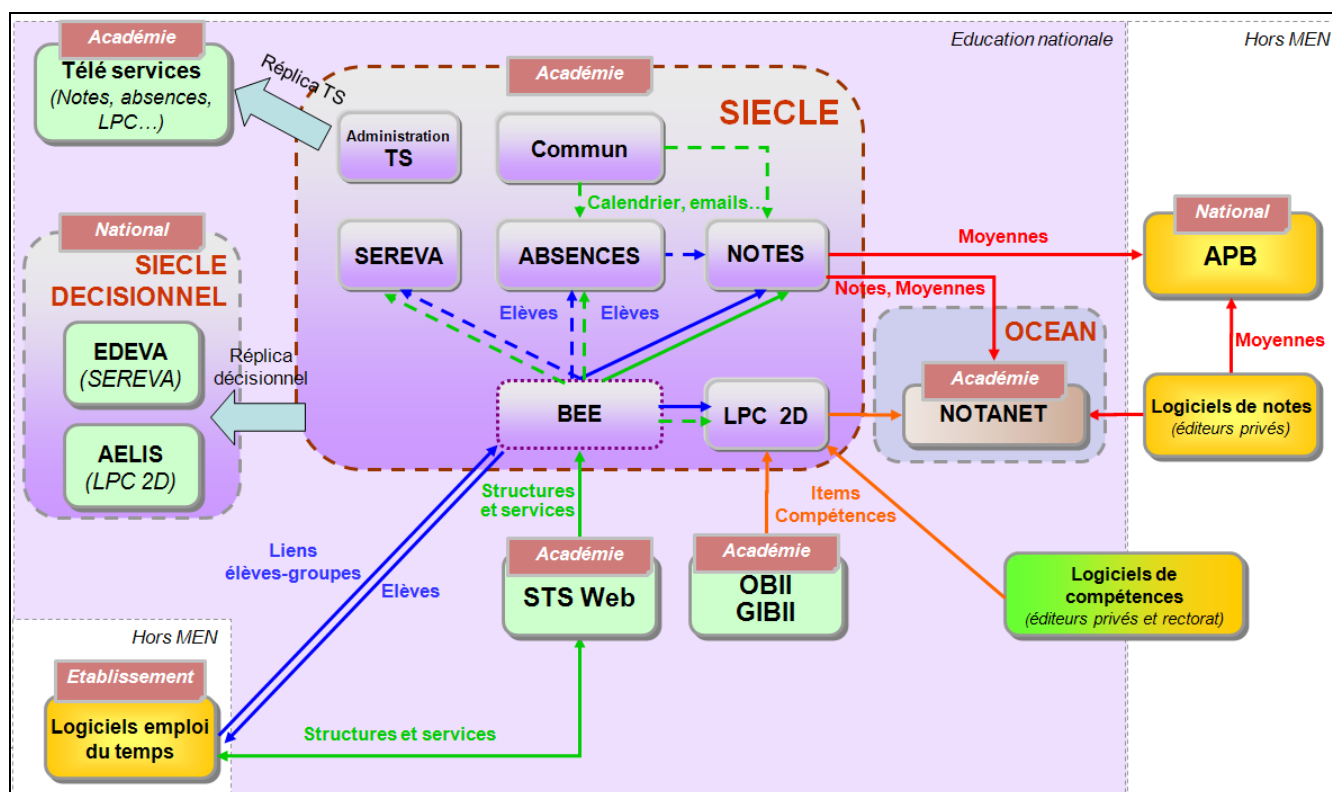 Education nationale
Hors MEN
Académie
Télé services
(Notes, absences,
LPC…)
Réplica TS
Académie
SIECLE
Administration
TS
Commun
Calendrier, emails…
National
SIECLE
DECISIONNEL
EDEVA
(SEREVA)
AELIS
(LPC 2D)
Réplica
décisionnel
SEREVA
ABSENCES
NOTES
Elèves
Elèves
BEE
LPC 2D
Moyennes
Notes, Moyennes
National
APB
Moyennes
OCEAN
Académie
NOTANET
Logiciels de notes
(éditeurs privés)
Structures
et services
Items
Compétences
Liens
élèves-groupes
Elèves
Académie
STS Web
Académie
OBII
GIBII
Logiciels de
compétences
(éditeurs privés et rectorat)
Hors MEN
Etablissement
Logiciels emploi
du temps
Structures et services